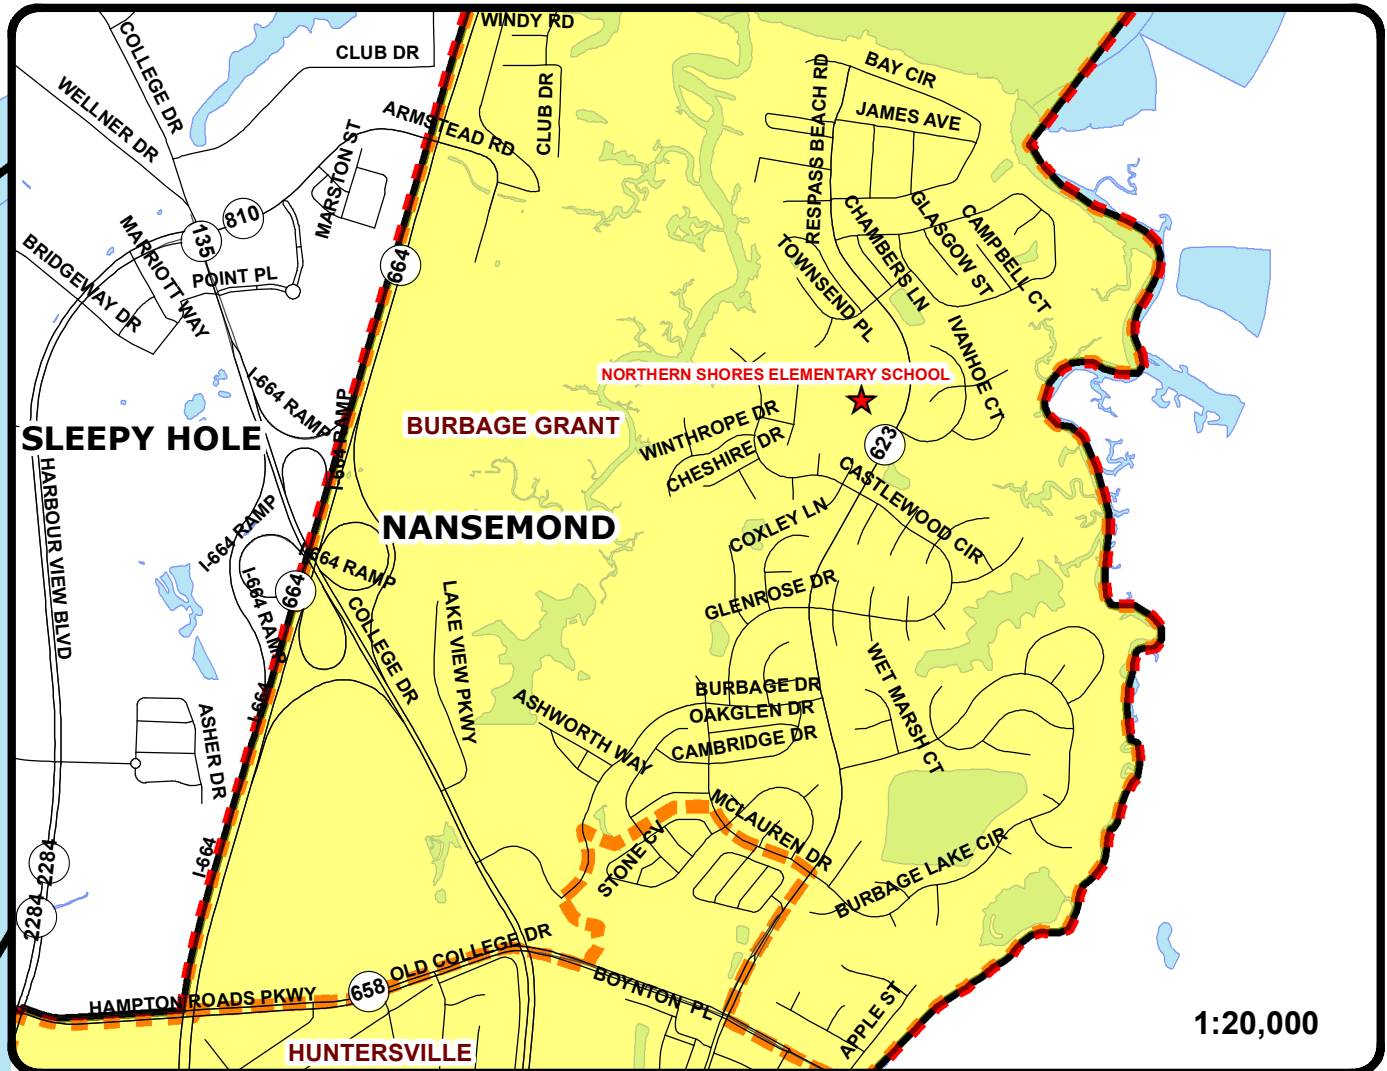 WINDY RD
COLLEGE DR
CLUB DR
BAY CIR
WELLNER DR
RESPASS BEACH RD
CLUB DR
ARMSTEAD RD
JAMES AVE
MARSTON ST
810
135
MARRIOTT WAY
BRIDGEWAY DR
POINT PL
664
CHAMBERS LN
GLASGOW ST
CAMPBELL CT
TOWNSEND PL
IVANHOE CT
NORTHERN SHORES ELEMENTARY SCHOOL
I-664 RAMP
I-664 RAMP
SLEEPY HOLE
BURBAGE GRANT
WINTHROPE DR
CHESHIRE DR
623
CASTLEWOOD CIR
HARBOUR VIEW BLVD
I-664 RAMP
NANSEMOND
COXLEY LN
I-664 RAMP
I-664 RAMP
664
COLLEGE DR
LAKE VIEW PKWY
GLENROSE DR
WET MARSH CT
I-664
BURBAGE DR
OAKGLEN DR
CAMBRIDGE DR
ASHER DR
ASHWORTH WAY
MCLAUREN DR
STONE CV
I-664
2284
2284
BURBAGE LAKE CIR
OLD COLLEGE DR
658
HAMPTON ROADS PKWY
BOYNTON PL
APPLE ST
HUNTERSVILLE
1:20,000